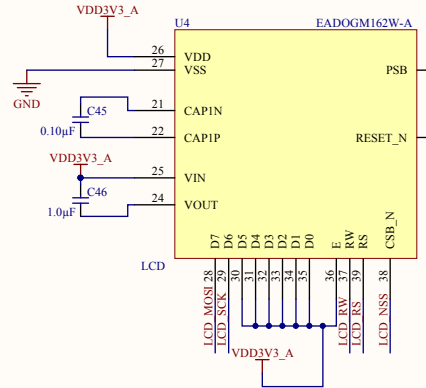 VDD3V3_A
U4
EADOGM162W-A
26
VDD
27
VSS
PSB
GND
C45
21
CAP1N
0.10µF
22
CAP1P
RESET_N
VDD3V3_A
25
VIN
C46
1.0µF
24
VOUT
LCD
D7
D6
D5
D4
D3
D2
D1
D0
E
RW
RS
CSB_N
28
29
30
31
32
33
34
35
36
37
39
38
LCD_MOSI
LCD_SCK
LCD_RW
LCD_RS
LCD_NSS
VDD3V3_A